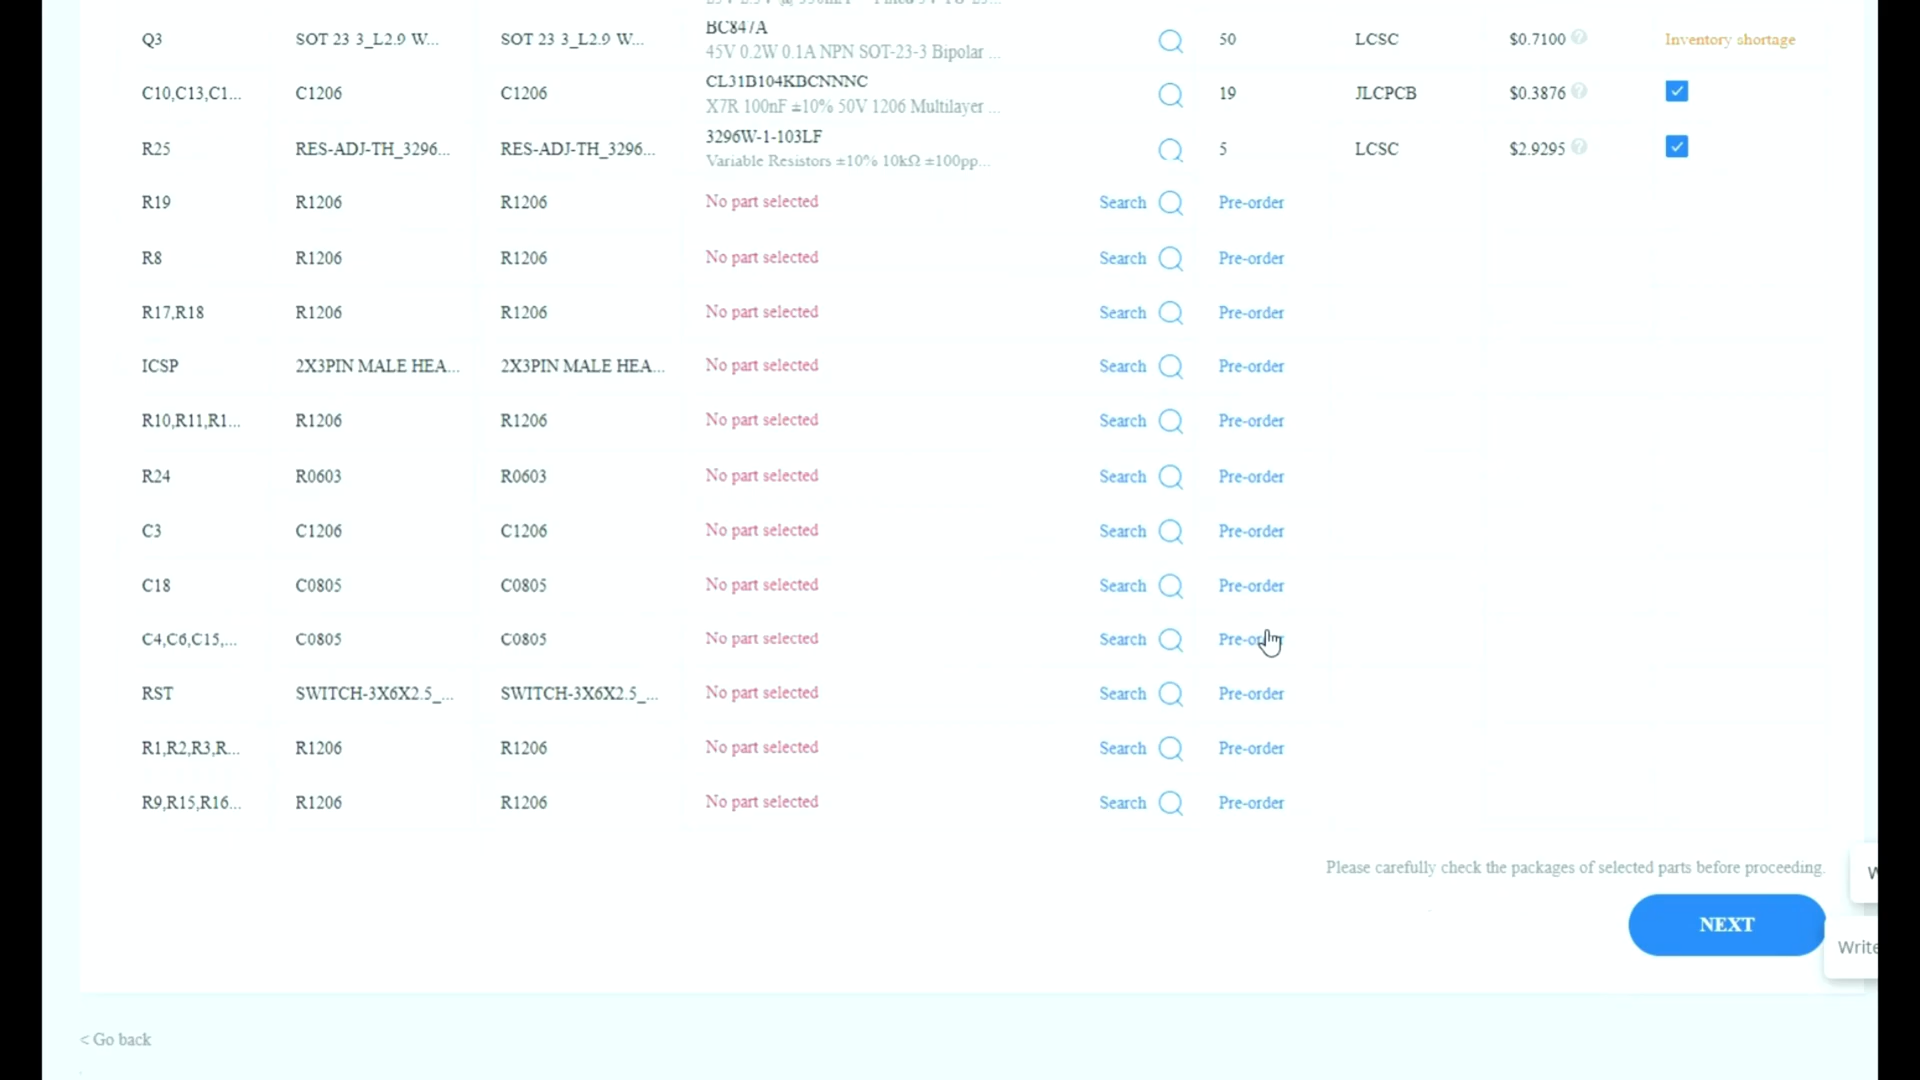 Q3 SOT 23 3_L2.9 W... SOT 23 3_L2.9 W... BC847A 50 LCSC $0.7100 Inventory shortage
45V 0.2W 0.1A NPN SOT-23-3 Bipolar ...
C10,C13,C1... C1206 C1206 CL31B104KBCNNNC 19 JLCPCB $0.3876
X7R 100nF ±10% 50V 1206 Multilayer ...
R25 RES-ADJ-TH_3296... RES-ADJ-TH_3296... 3296W-1-103LF 5 LCSC $2.9295
Variable Resistors ±10% 10kΩ ±100pp...
R19 R1206 R1206 No part selected Search Pre-order
R8 R1206 R1206 No part selected Search Pre-order
R17,R18 R1206 R1206 No part selected Search Pre-order
ICSP 2X3PIN MALE HEA... 2X3PIN MALE HEA... No part selected Search Pre-order
R10,R11,R1... R1206 R1206 No part selected Search Pre-order
R24 R0603 R0603 No part selected Search Pre-order
C3 C1206 C1206 No part selected Search Pre-order
C18 C0805 C0805 No part selected Search Pre-order
C4,C6,C15,... C0805 C0805 No part selected Search Pre-order
RST SWITCH-3X6X2.5_... SWITCH-3X6X2.5_... No part selected Search Pre-order
R1,R2,R3,R... R1206 R1206 No part selected Search Pre-order
R9,R15,R16... R1206 R1206 No part selected Search Pre-order
Please carefully check the packages of selected parts before proceeding.
W
NEXT
Write
< Go back